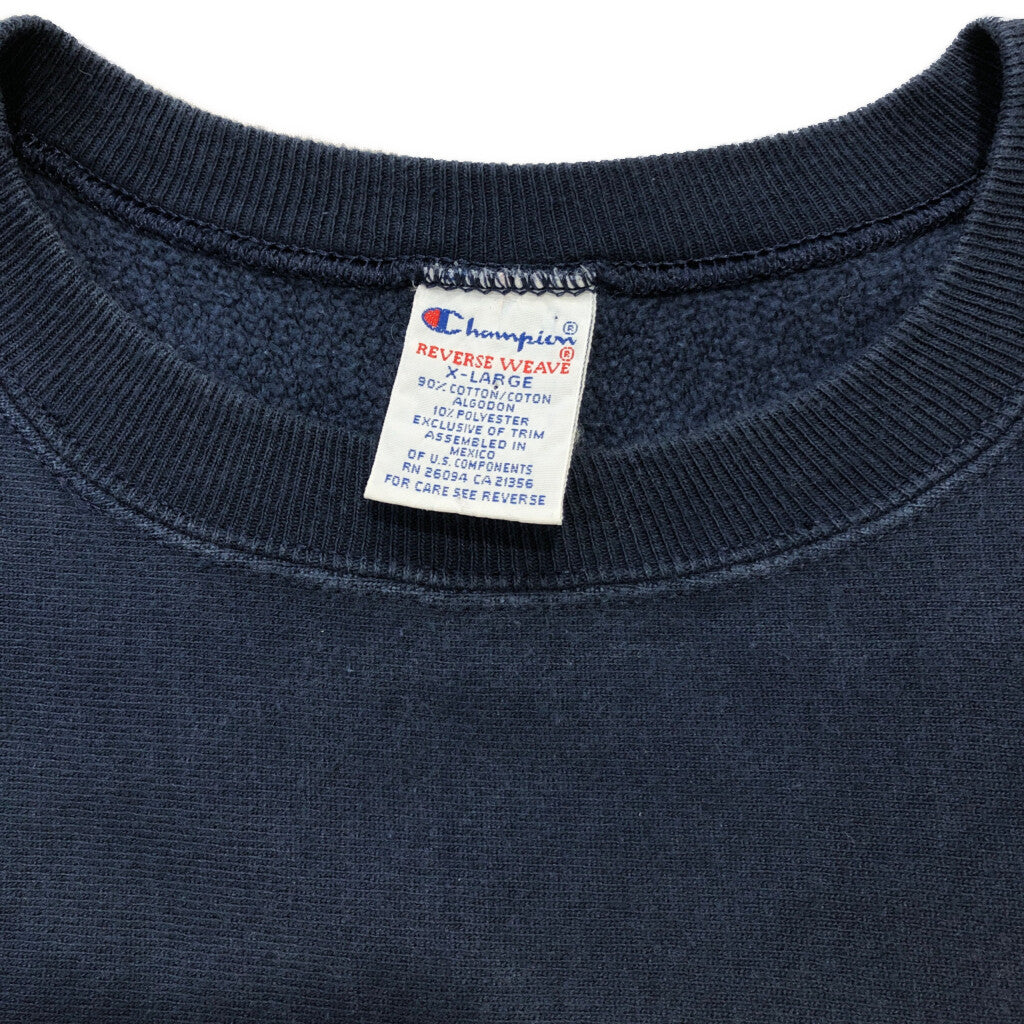 Champion®
REVERSE WEAVE®
X-LARGE
90% COTTON/COTON
ALGODON
10% POLYESTER
EXCLUSIVE OF TRIM
ASSEMBLED IN
MEXICO
OF U.S. COMPONENTS
RN 26094 CA 21356
FOR CARE SEE REVERSE